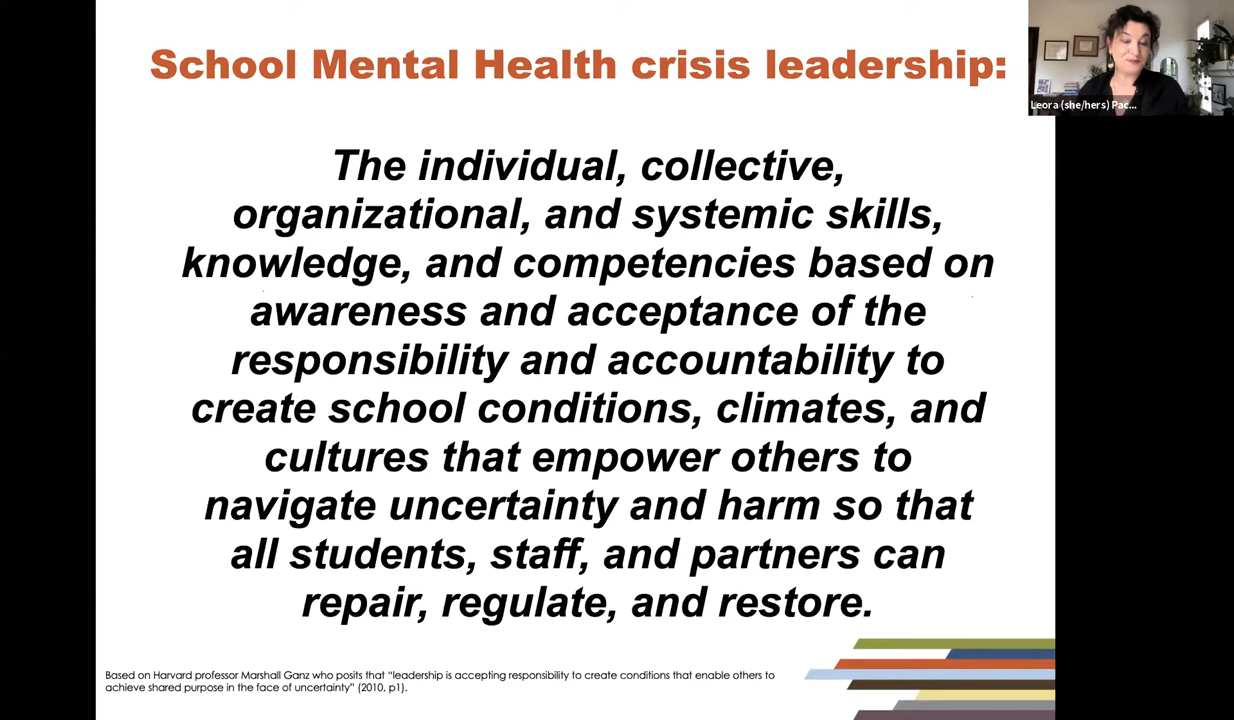 School Mental Health crisis leadership:
Leora (she/hers) Pac...
The individual, collective,
organizational, and systemic skills,
knowledge, and competencies based on
awareness and acceptance of the
responsibility and accountability to
create school conditions, climates, and
cultures that empower others to
navigate uncertainty and harm so that
all students, staff, and partners can
repair, regulate, and restore.
Based on Harvard professor Marshall Ganz who posits that “leadership is accepting responsibility to create conditions that enable others to
achieve shared purpose in the face of uncertainty” (2010, p1).